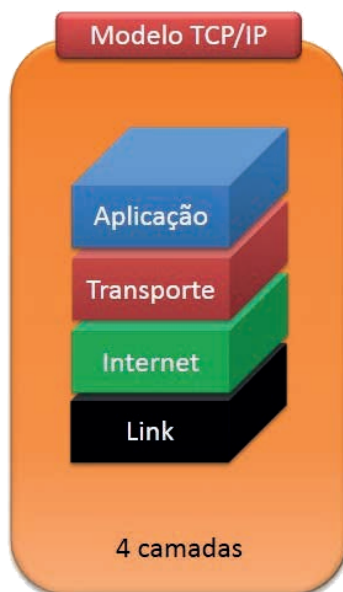 Modelo TCP/IP
Aplicação
Transporte
Internet
Link
4 camadas